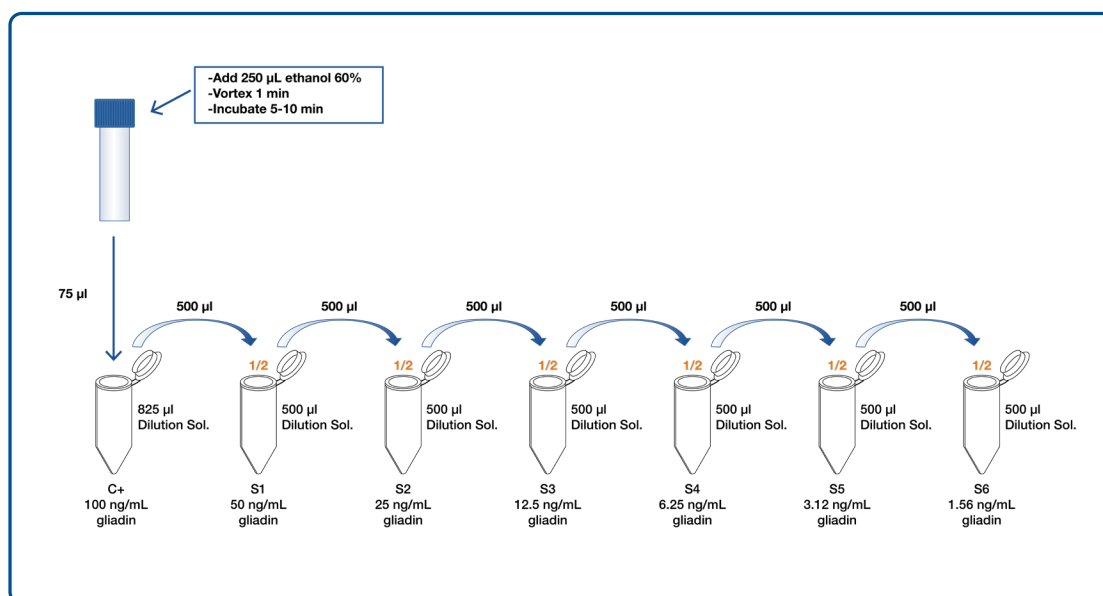 -Add 250 µL ethanol 60%
-Vortex 1 min
-Incubate 5-10 min
75 µl
500 µl
500 µl
500 µl
500 µl
500 µl
500 µl
1/2
1/2
1/2
1/2
1/2
1/2
825 µl
Dilution Sol.
500 µl
Dilution Sol.
500 µl
Dilution Sol.
500 µl
Dilution Sol.
500 µl
Dilution Sol.
500 µl
Dilution Sol.
500 µl
Dilution Sol.
C+
100 ng/mL
gliadin
S1
50 ng/mL
gliadin
S2
25 ng/mL
gliadin
S3
12.5 ng/mL
gliadin
S4
6.25 ng/mL
gliadin
S5
3.12 ng/mL
gliadin
S6
1.56 ng/mL
gliadin